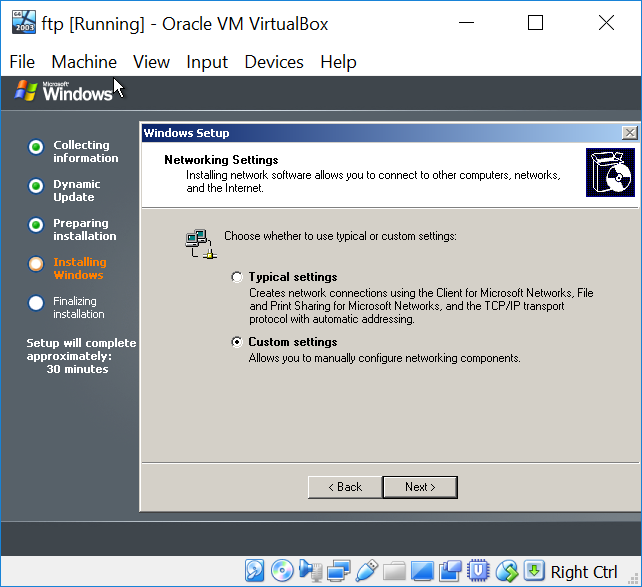 ftp [Running] - Oracle VM VirtualBox
File Machine View Input Devices Help
Microsoft
Windows
Collecting
information
Dynamic
Update
Preparing
installation
Installing
Windows
Finalizing
installation
Setup will complete
approximately:
30 minutes
Windows Setup
Networking Settings
Installing network software allows you to connect to other computers, networks,
and the Internet.
Choose whether to use typical or custom settings:
Typical settings
Creates network connections using the Client for Microsoft Networks, File
and Print Sharing for Microsoft Networks, and the TCP/IP transport
protocol with automatic addressing.
Custom settings
Allows you to manually configure networking components.
< Back Next >
Right Ctrl